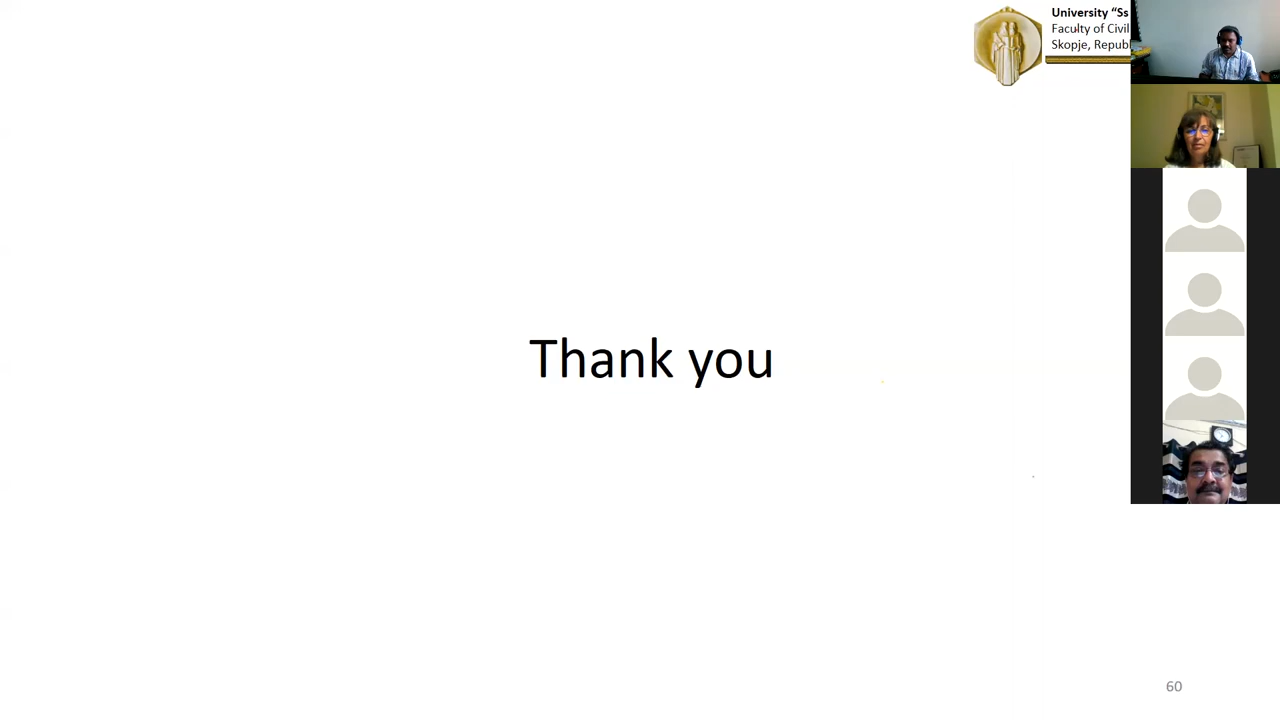 University “Ss
Faculty of Civil
Skopje, Republ
Thank you
60